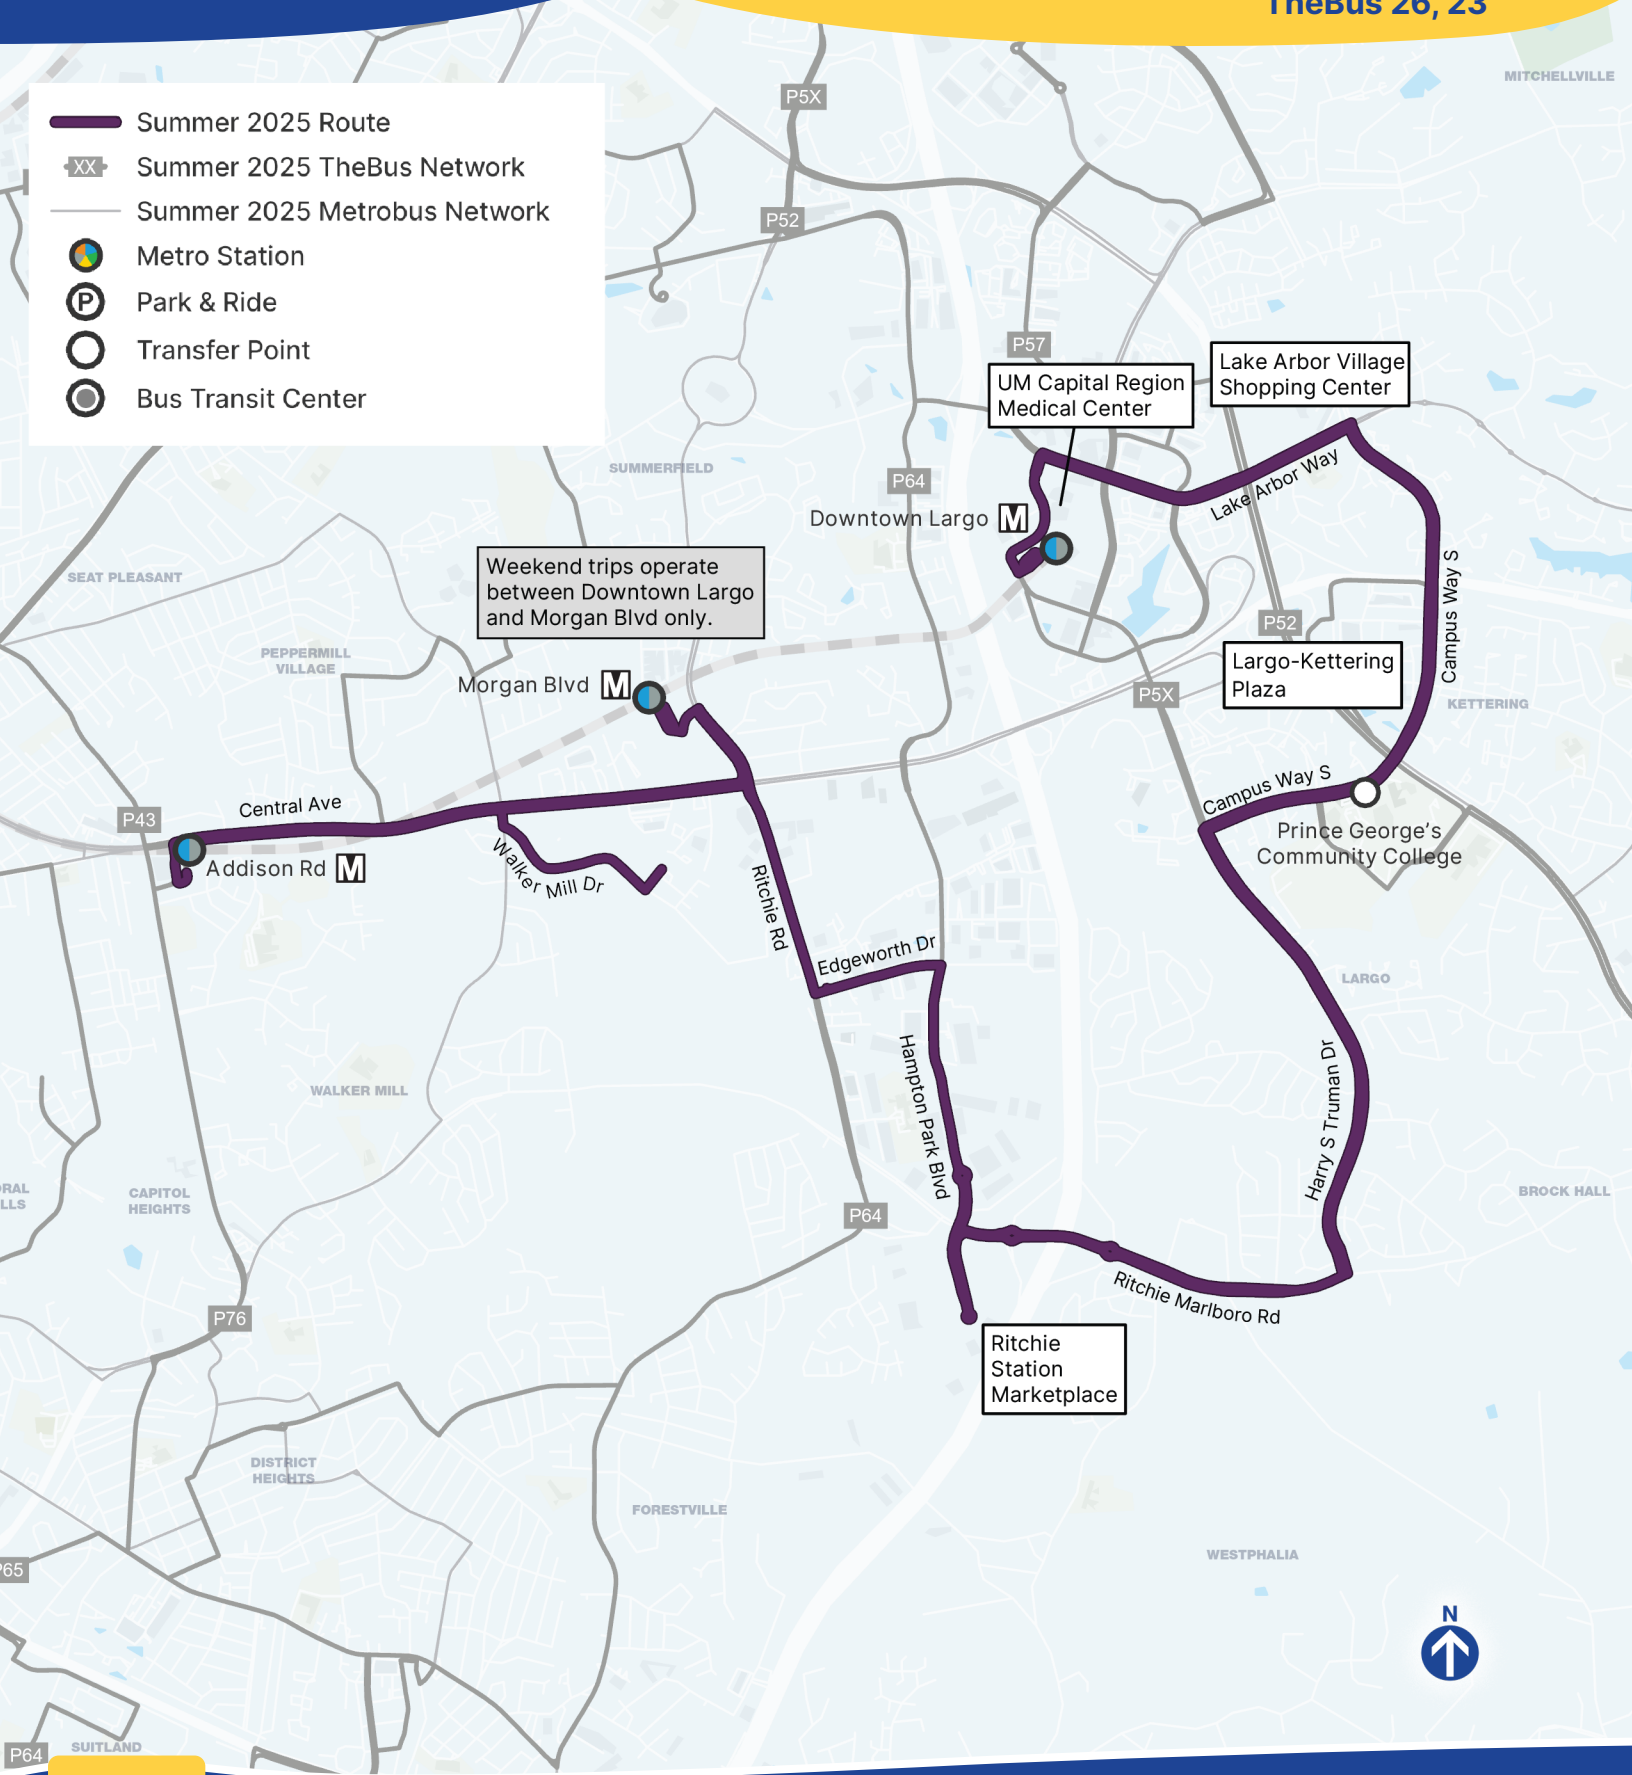 TheBus 26, 23
MITCHELLVILLE
Summer 2025 Route
XX Summer 2025 TheBus Network
Summer 2025 Metrobus Network
Metro Station
P Park & Ride
Transfer Point
Bus Transit Center
P5X
P52
P57
UM Capital Region
Medical Center
Lake Arbor Village
Shopping Center
Lake Arbor Way
SUMMERFIELD
P64
Downtown Largo M
SEAT PLEASANT
Weekend trips operate
between Downtown Largo
and Morgan Blvd only.
Campus Way S
P52
PEPPERMILL
VILLAGE
Morgan Blvd M
Largo-Kettering
Plaza
P5X
KETTERING
Campus Way S
Central Ave
P43
Prince George's
Community College
Addison Rd M
Walker Mill Dr
Ritchie Rd
Edgeworth Dr
LARGO
Hampton Park Blvd
Harry S Truman Dr
WALKER MILL
CAPITOL
HEIGHTS
BROCK HALL
P64
Ritchie Marlboro Rd
P76
Ritchie
Station
Marketplace
DISTRICT
HEIGHTS
FORESTVILLE
WESTPHALIA
N
SUITLAND
P64